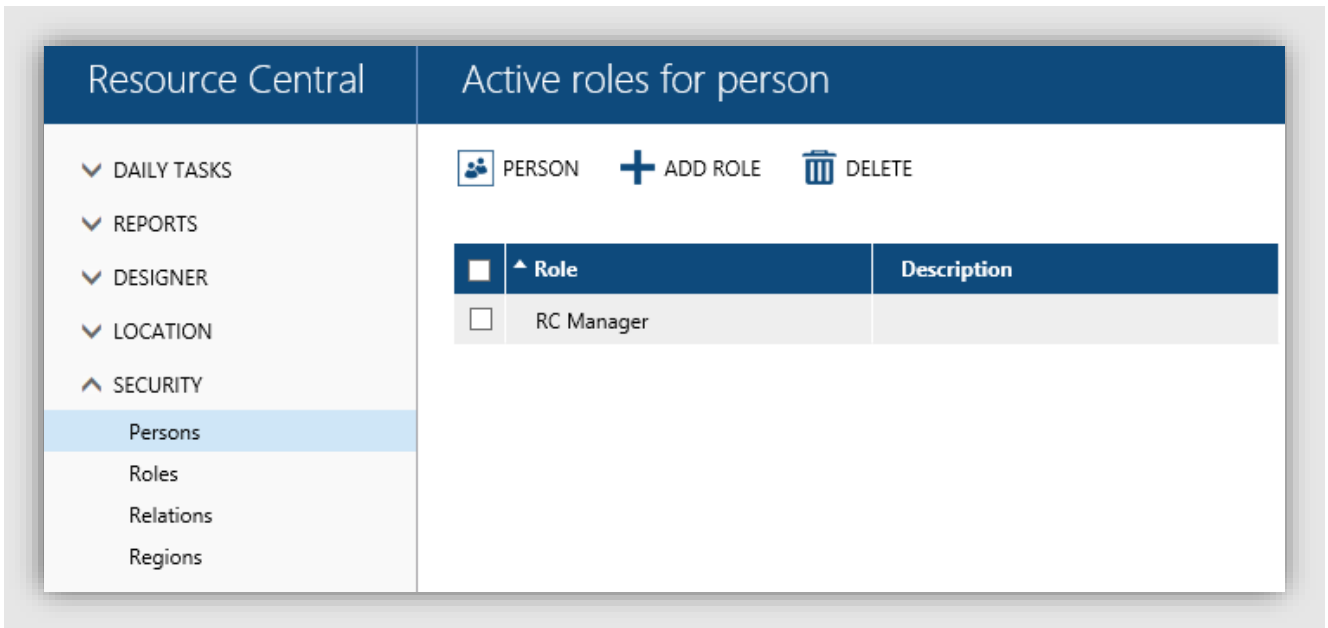 Resource Central
Active roles for person
DAILY TASKS
REPORTS
DESIGNER
LOCATION
SECURITY
Persons
Roles
Relations
Regions
PERSON ADD ROLE DELETE
Role Description
RC Manager